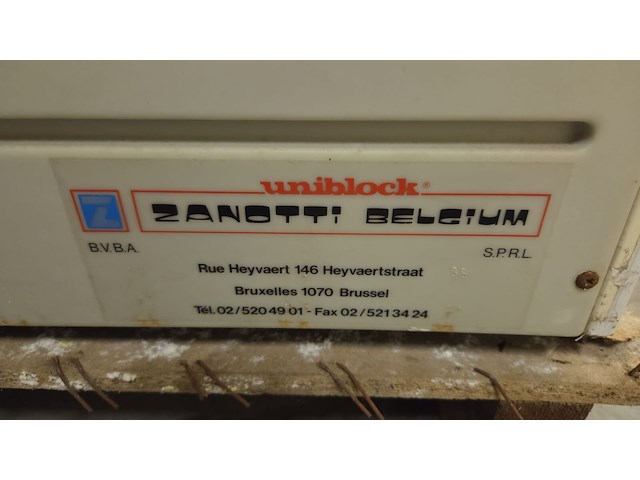 uniblock®
Z ZANOTTI BELGIUM
B.V.B.A. S.P.R.L.
Rue Heyvaert 146 Heyvaertstraat
Bruxelles 1070 Brussel
Tél. 02/520 49 01 - Fax 02/521 34 24